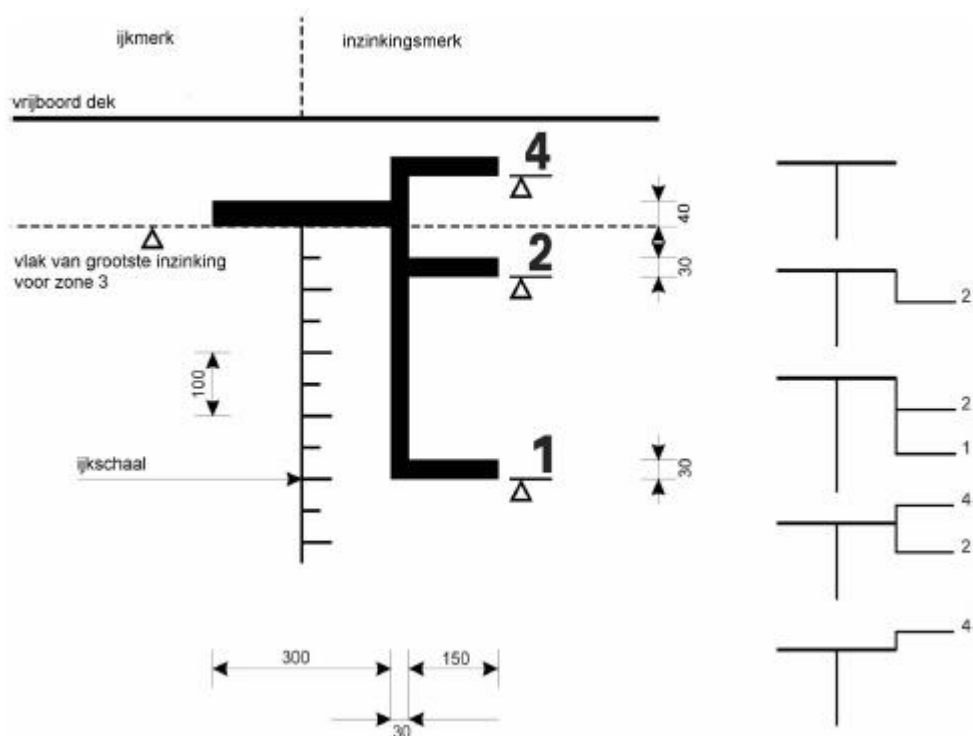 ijkmerk
inzinkingsmerk
vrijboord dek
4
40
vlak van grootste inzinking
voor zone 3
2
30
100
ijkschaal
1
30
300
150
30
2
2
1
4
2
4